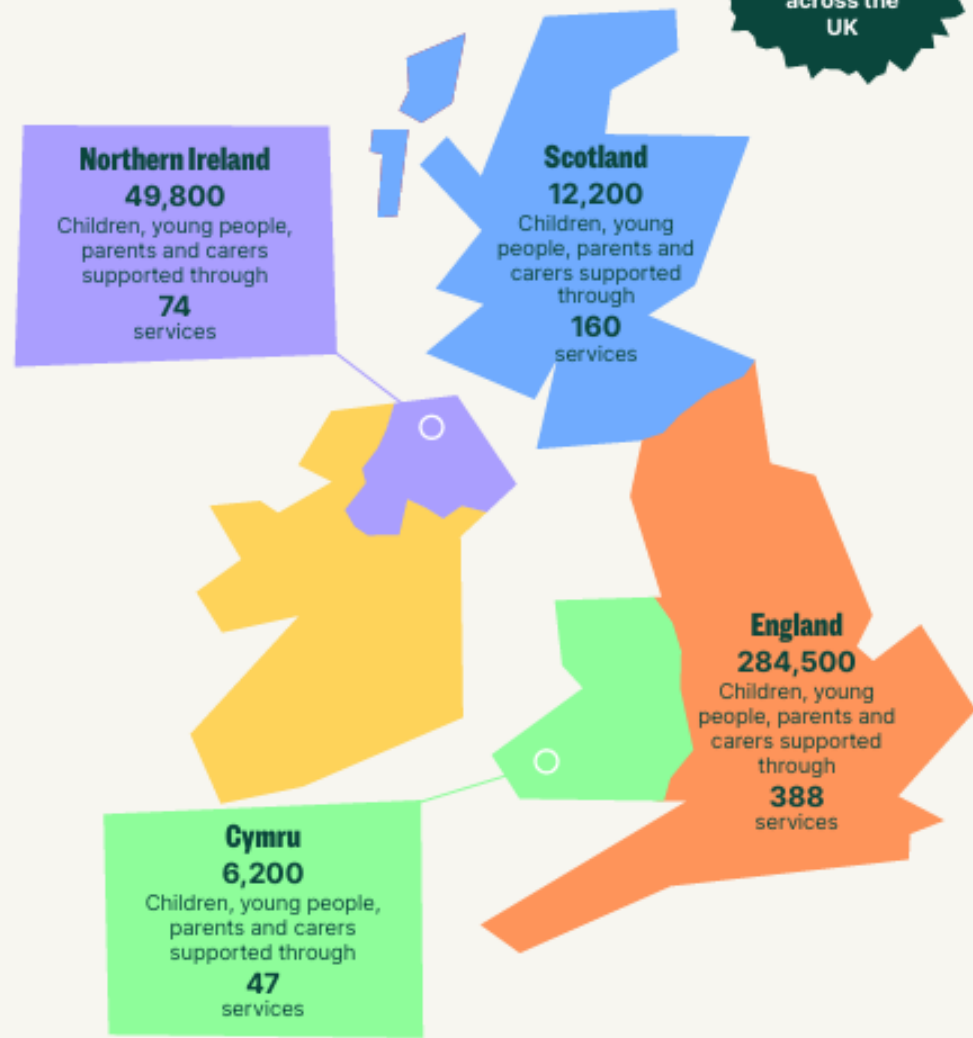 across the
UK
Northern Ireland
49,800
Children, young people,
parents and carers
supported through
74
services
Scotland
12,200
Children, young
people, parents and
carers supported
through
160
services
England
284,500
Children, young
people, parents and
carers supported
through
388
services
Cymru
6,200
Children, young people,
parents and carers
supported through
47
services